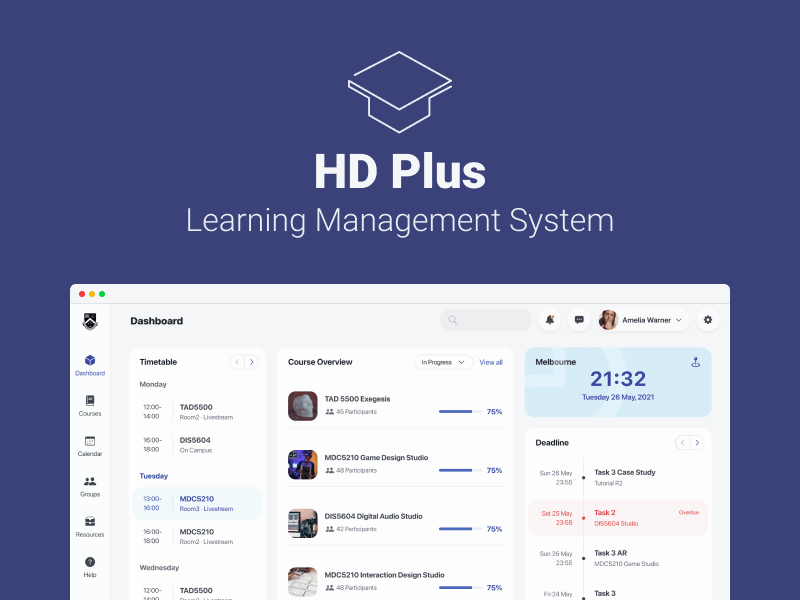 HD Plus
Learning Management System
Dashboard
Amelia Warner
Dashboard
Courses
Calendar
Groups
Resources
Help
Timetable
Monday
12:00-
14:00
TAD5500
Room2 · Livestream
16:00-
18:00
DIS5604
On Campus
Tuesday
13:00-
16:00
MDC5210
Room3 · Livestream
16:00-
18:00
MDC5210
Room2 · Livestream
Wednesday
12:00-
14:00
TAD5500
Room3 · Livestream
Course Overview
In Progress
View all
TAD 5500 Exegesis
45 Participants
75%
MDC5210 Game Design Studio
48 Participants
75%
DIS5604 Digital Audio Studio
42 Participants
75%
MDC5210 Interaction Design Studio
48 Participants
75%
Melbourne
21:32
Tuesday 26 May, 2021
Deadline
Sun 26 May
23:55
Task 3 Case Study
Tutorial R2
Sat 25 May
23:55
Task 2
Overdue
DIS5604 Studio
Sun 26 May
23:55
Task 3 AR
MDC5210 Game Studio
Fri 24 May
Task 3